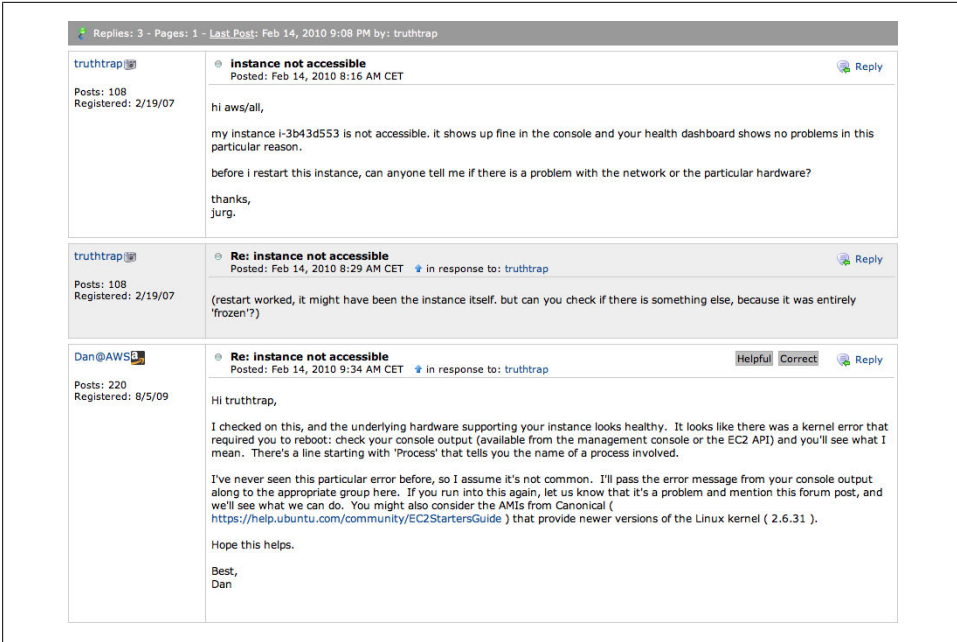 Replies: 3 - Pages: 1 - Last Post: Feb 14, 2010 9:08 PM by: truthtrap
truthtrap
Posts: 108
Registered: 2/19/07
instance not accessible
Posted: Feb 14, 2010 8:16 AM CET
Reply
hi aws/all,
my instance i-3b43d553 is not accessible. it shows up fine in the console and your health dashboard shows no problems in this
particular reason.
before i restart this instance, can anyone tell me if there is a problem with the network or the particular hardware?
thanks,
jurg.
truthtrap
Posts: 108
Registered: 2/19/07
Re: instance not accessible
Posted: Feb 14, 2010 8:29 AM CET in response to: truthtrap
Reply
(restart worked, it might have been the instance itself. but can you check if there is something else, because it was entirely
'frozen'?)
Dan@AWS
Posts: 220
Registered: 8/5/09
Re: instance not accessible
Posted: Feb 14, 2010 9:34 AM CET in response to: truthtrap
Helpful Correct Reply
Hi truthtrap,
I checked on this, and the underlying hardware supporting your instance looks healthy. It looks like there was a kernel error that
required you to reboot: check your console output (available from the management console or the EC2 API) and you'll see what I
mean. There's a line starting with 'Process' that tells you the name of a process involved.
I've never seen this particular error before, so I assume it's not common. I'll pass the error message from your console output
along to the appropriate group here. If you run into this again, let us know that it's a problem and mention this forum post, and
we'll see what we can do. You might also consider the AMIs from Canonical (
https://help.ubuntu.com/community/EC2StartersGuide ) that provide newer versions of the Linux kernel ( 2.6.31 ).
Hope this helps.
Best,
Dan